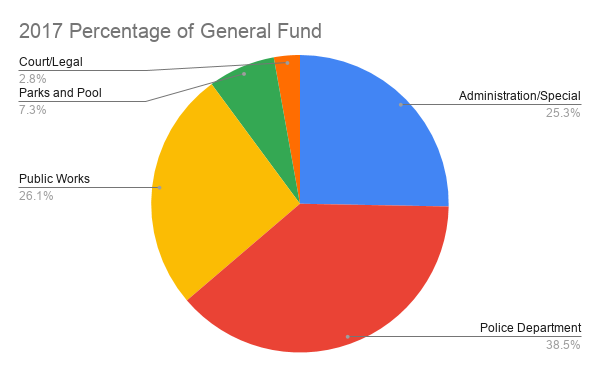 2017 Percentage of General Fund
Court/Legal
2.8%
Parks and Pool
7.3%
Administration/Special
25.3%
Public Works
26.1%
Police Department
38.5%